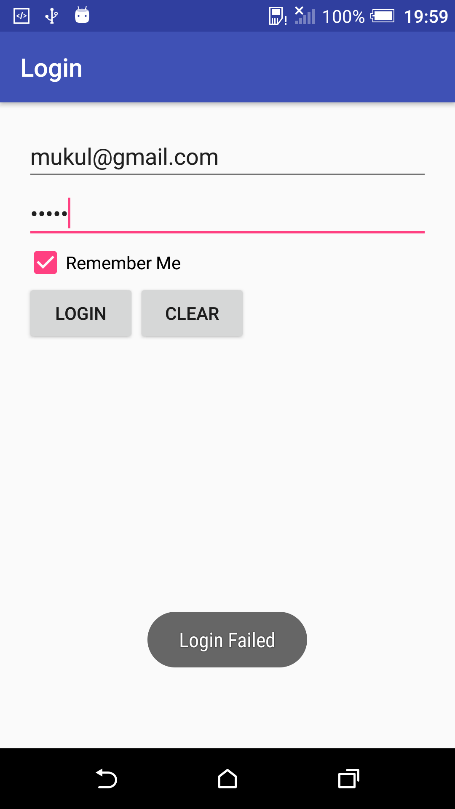 100% 19:59
Login
mukul@gmail.com
•••••
Remember Me
LOGIN CLEAR
Login Failed